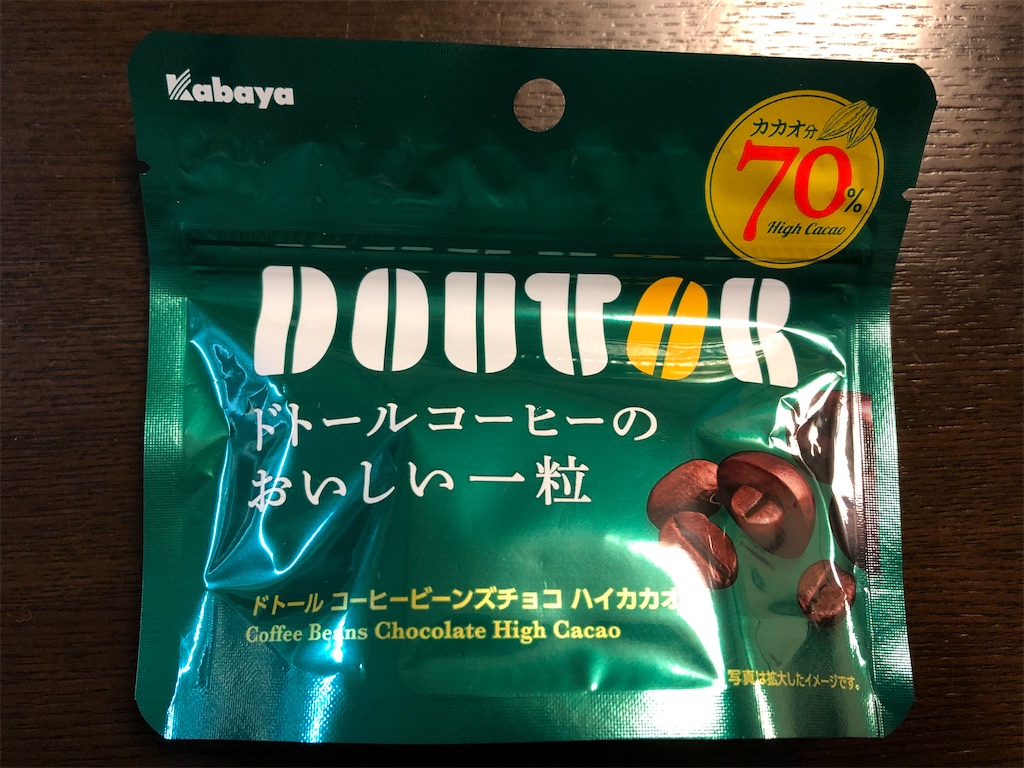 Kabaya
カカオ分
70%
High Cacao
DOUTOR
ドトールコーヒーの
おいしい一粒
ドトール コーヒービーンズチョコ ハイカカオ
Coffee Beans Chocolate High Cacao
写真は拡大したイメージです。